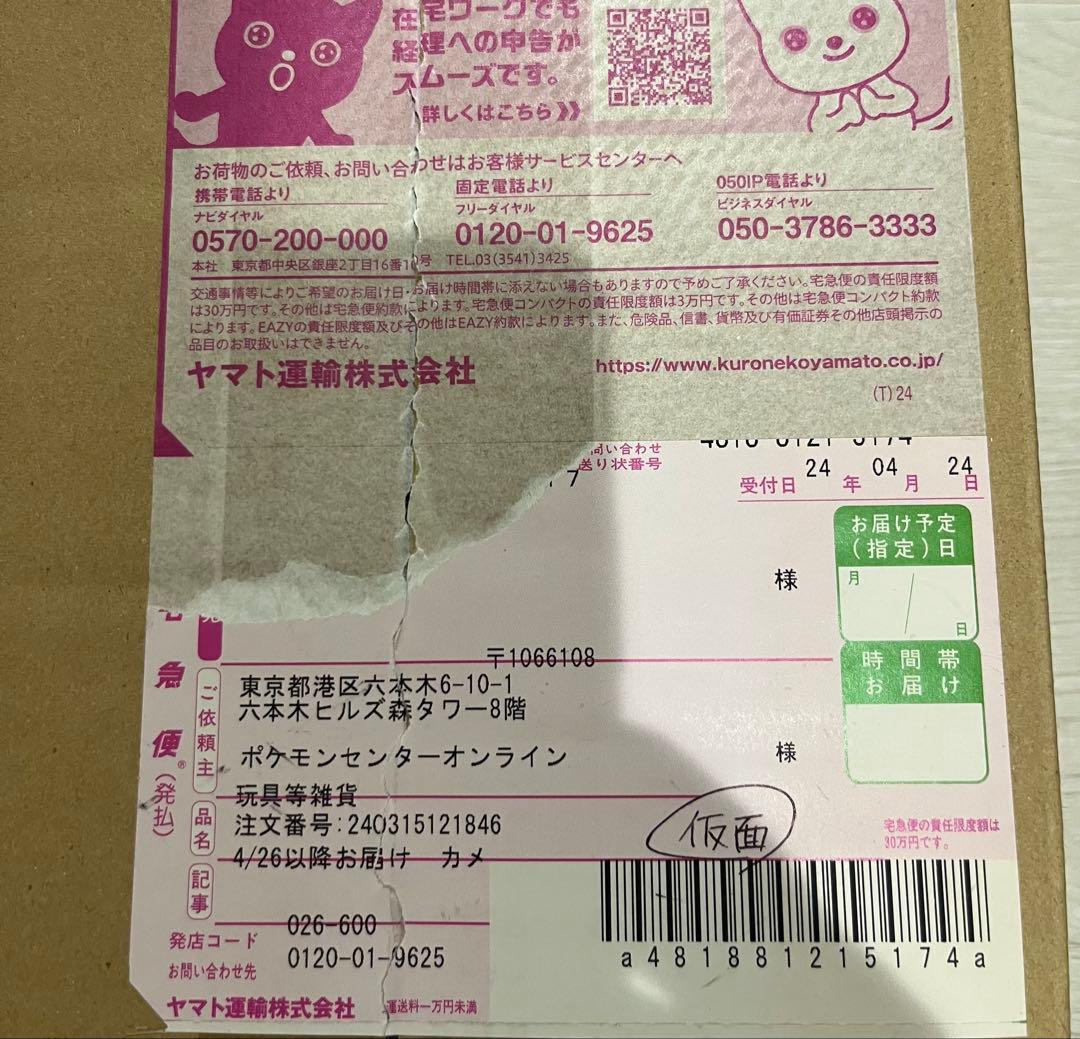 在宅ワークでも
経理への申告が
スムーズです。
詳しくはこちら》
お荷物のご依頼、お問い合わせはお客様サービスセンターへ
携帯電話より
ナビダイヤル
0570-200-000
固定電話より
フリーダイヤル
0120-01-9625
050IP電話より
ビジネスダイヤル
050-3786-3333
本社 東京都中央区銀座2丁目16番10号 TEL.03(3541)3425
交通事情等によりご希望のお届け日・お届け時間帯に添えない場合もありますので予めご了承ください。宅急便の責任限度額
は30万円です。その他は宅急便約款によります。宅急便コンパクトの責任限度額は3万円です。その他は宅急便コンパクト約款
によります。EAZYの責任限度額及びその他はEAZY約款によります。また、危険品、信書、貨幣及び有価証券その他店頭掲示の
品目のお取扱いはできません。
ヤマト運輸株式会社
https://www.kuronekoyamato.co.jp/
(T)24
問い合わせ
送り状番号
受付日 24 年 04 月 24 日
お届け予定
(指定)日
月
日
様
時間帯
お届け
宅急便®(発払)
〒1066108
ご依頼主
東京都港区六本木6-10-1
六本木ヒルズ森タワー8階
ポケモンセンターオンライン 様
品名
玩具等雑貨
注文番号:240315121846
仮面
宅急便の責任限度額は
30万円です。
記事
4/26以降お届け カメ
発店コード 026-600
お問い合わせ先 0120-01-9625
a481881215174a
ヤマト運輸株式会社 運送料一万円未満